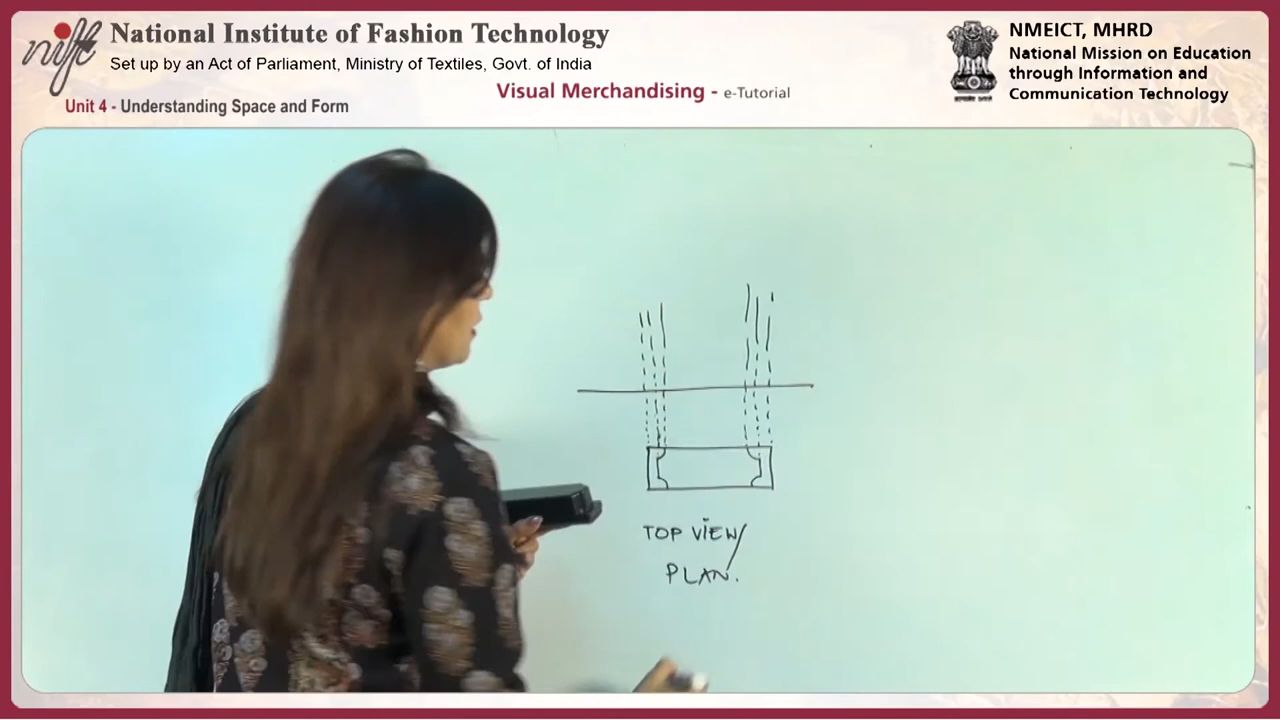 nift
National Institute of Fashion Technology
Set up by an Act of Parliament, Ministry of Textiles, Govt. of India
Unit 4 - Understanding Space and Form
Visual Merchandising - e-Tutorial
NMEICT, MHRD
National Mission on Education
through Information and
Communication Technology
TOP VIEW/
PLAN.